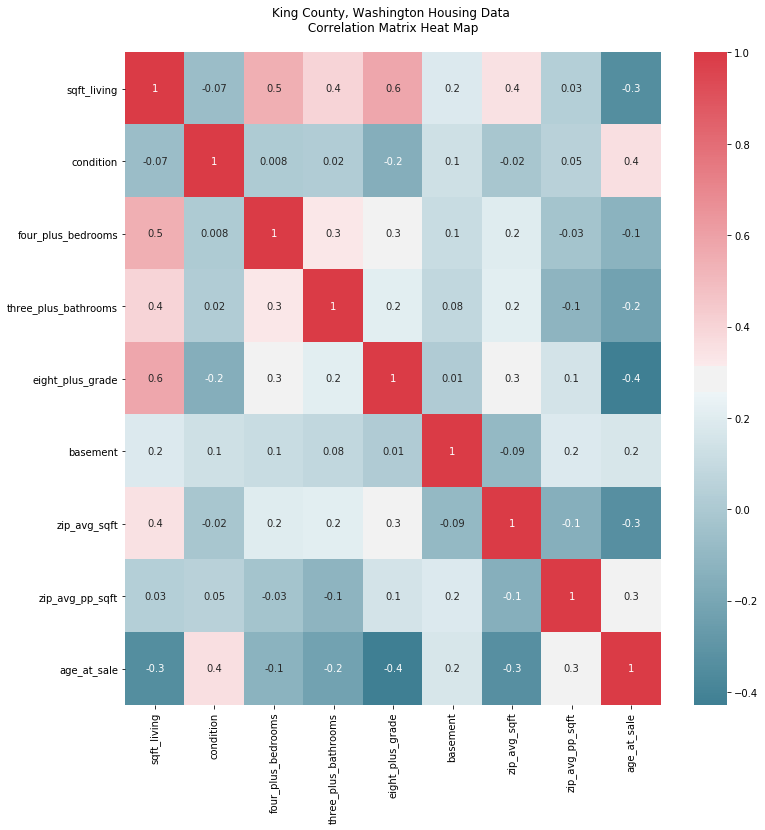 King County, Washington Housing Data
Correlation Matrix Heat Map
sqft_living 1 -0.07 0.5 0.4 0.6 0.2 0.4 0.03 -0.3
condition -0.07 1 0.008 0.02 -0.2 0.1 -0.02 0.05 0.4
four_plus_bedrooms 0.5 0.008 1 0.3 0.3 0.1 0.2 -0.03 -0.1
three_plus_bathrooms 0.4 0.02 0.3 1 0.2 0.08 0.2 -0.1 -0.2
eight_plus_grade 0.6 -0.2 0.3 0.2 1 0.01 0.3 0.1 -0.4
basement 0.2 0.1 0.1 0.08 0.01 1 -0.09 0.2 0.2
zip_avg_sqft 0.4 -0.02 0.2 0.2 0.3 -0.09 1 -0.1 -0.3
zip_avg_pp_sqft 0.03 0.05 -0.03 -0.1 0.1 0.2 -0.1 1 0.3
age_at_sale -0.3 0.4 -0.1 -0.2 -0.4 0.2 -0.3 0.3 1
sqft_living
condition
four_plus_bedrooms
three_plus_bathrooms
eight_plus_grade
basement
zip_avg_sqft
zip_avg_pp_sqft
age_at_sale
1.0
0.8
0.6
0.4
0.2
0.0
−0.2
−0.4